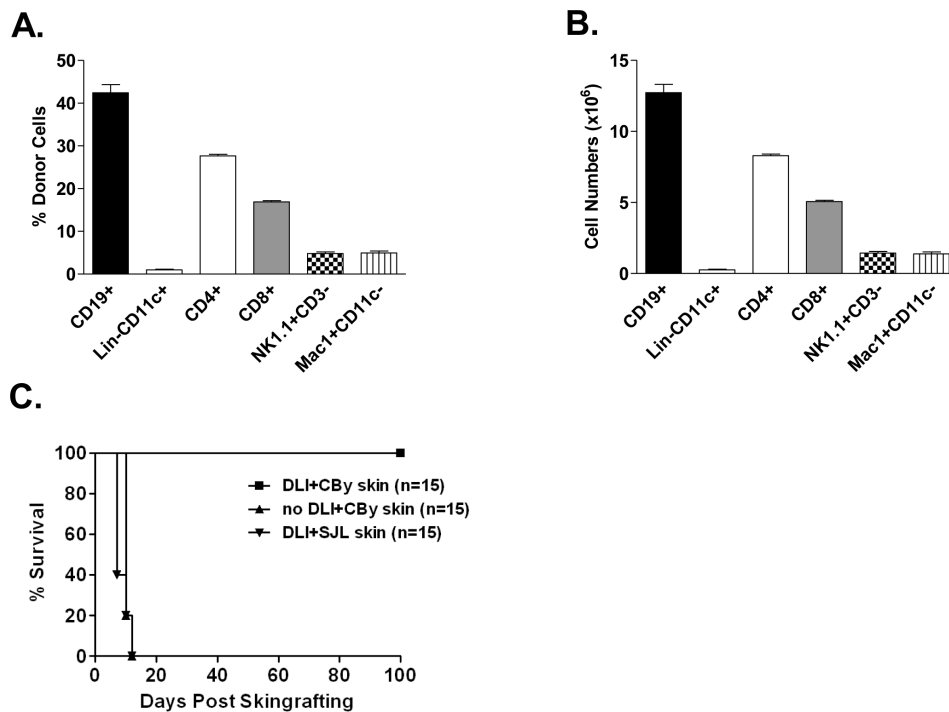 A.
50
40
30
20
10
0
% Donor Cells
CD19+
Lin-CD11c+
CD4+
CD8+
NK1.1+CD3-
Mac1+CD11c-
B.
15
10
5
0
Cell Numbers (x10⁶)
CD19+
Lin-CD11c+
CD4+
CD8+
NK1.1+CD3-
Mac1+CD11c-
C.
100
80
60
40
20
0
% Survival
DLI+CBy skin (n=15)
no DLI+CBy skin (n=15)
DLI+SJL skin (n=15)
0 20 40 60 80 100
Days Post Skingrafting